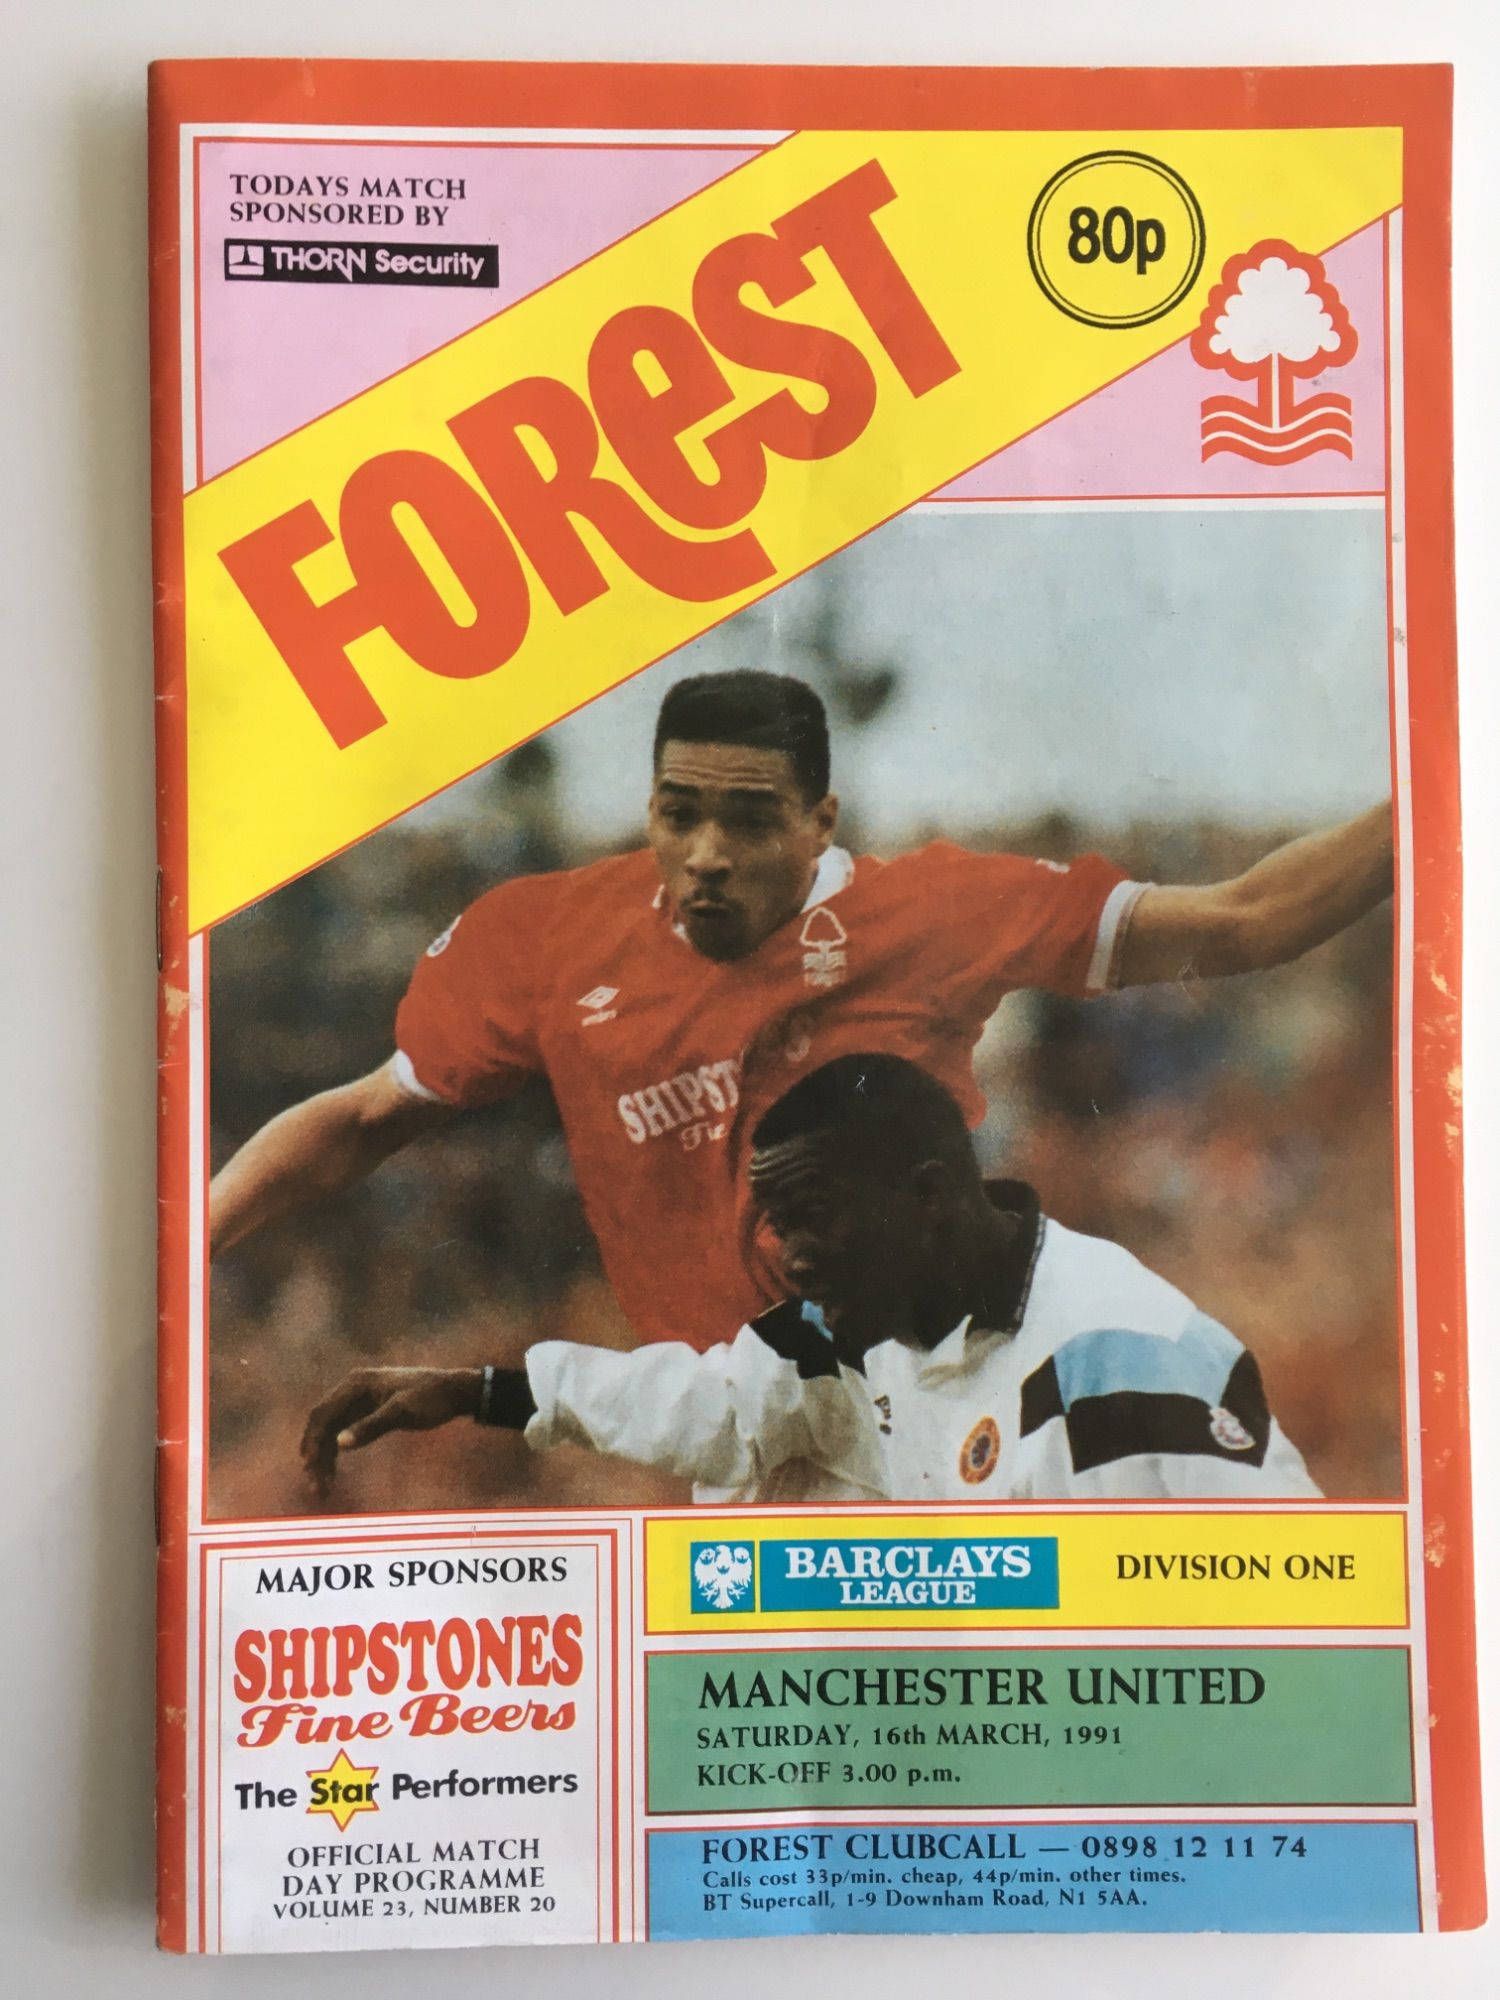 TODAYS MATCH
SPONSORED BY
THORN Security
FOReST
80p
SHIPST
Fi
MAJOR SPONSORS
SHIPSTONES
Fine Beers
The Star Performers
OFFICIAL MATCH
DAY PROGRAMME
VOLUME 23, NUMBER 20
BARCLAYS
LEAGUE
DIVISION ONE
MANCHESTER UNITED
SATURDAY, 16th MARCH, 1991
KICK-OFF 3.00 p.m.
FOREST CLUBCALL — 0898 12 11 74
Calls cost 33p/min. cheap, 44p/min. other times.
BT Supercall, 1-9 Downham Road, N1 5AA.